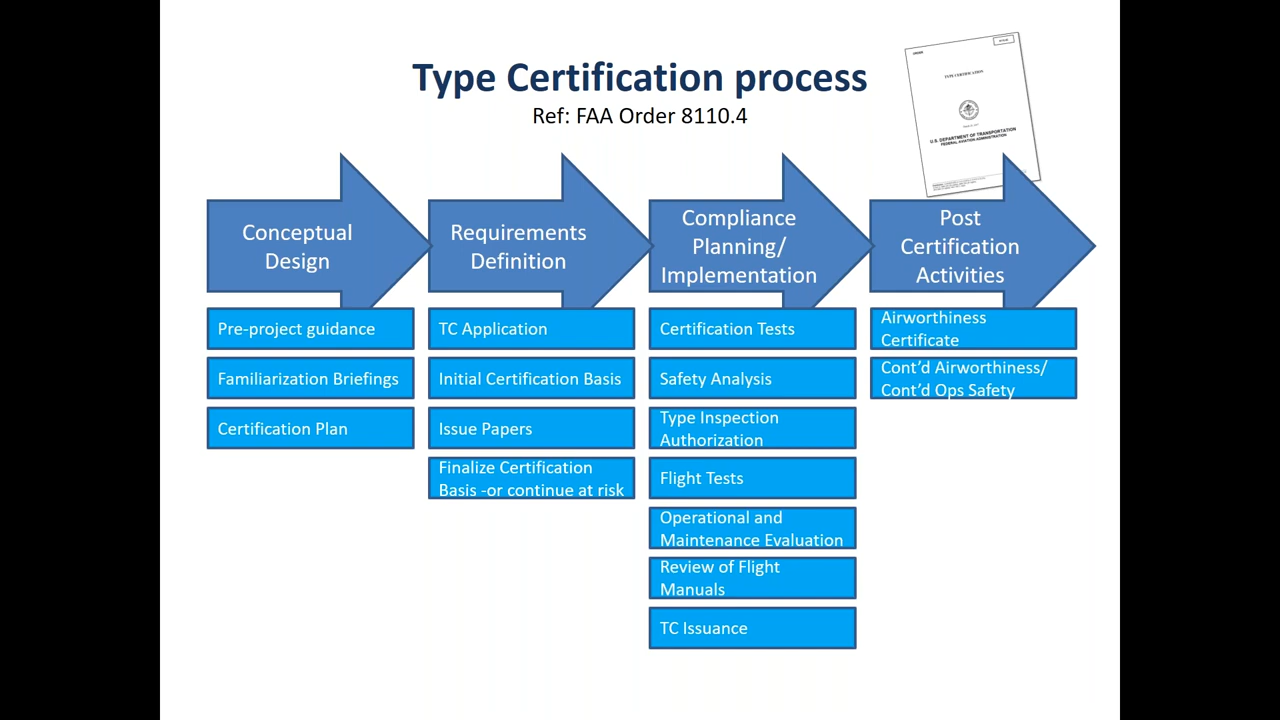 Type Certification process
Ref: FAA Order 8110.4
ORDER
TYPE CERTIFICATION
U.S. DEPARTMENT OF TRANSPORTATION
FEDERAL AVIATION ADMINISTRATION
Conceptual
Design
Pre-project guidance
Familiarization Briefings
Certification Plan
Requirements
Definition
TC Application
Initial Certification Basis
Issue Papers
Finalize Certification
Basis -or continue at risk
Compliance
Planning/
Implementation
Certification Tests
Safety Analysis
Type Inspection
Authorization
Flight Tests
Operational and
Maintenance Evaluation
Review of Flight
Manuals
TC Issuance
Post
Certification
Activities
Airworthiness
Certificate
Cont’d Airworthiness/
Cont’d Ops Safety